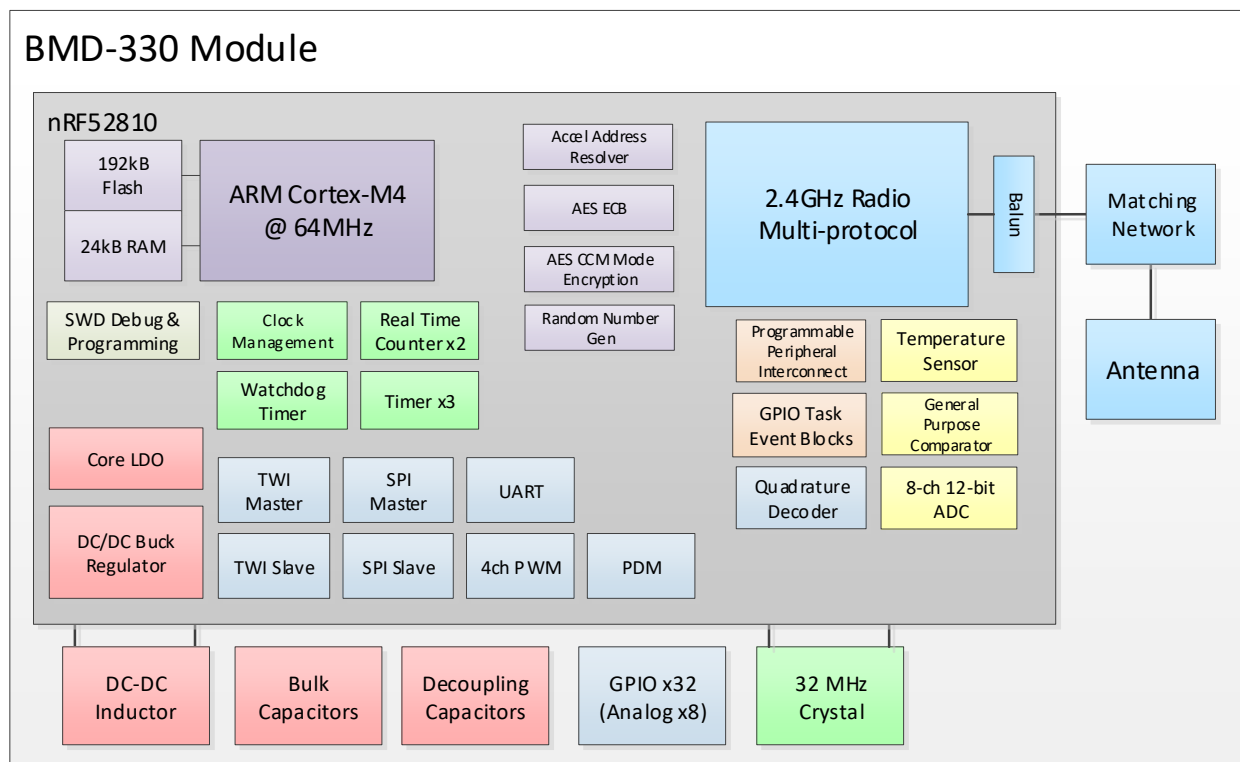 BMD-330 Module
nRF52810
192kB
Flash
24kB RAM
ARM Cortex-M4
@ 64MHz
Accel Address
Resolver
AES ECB
AES CCM Mode
Encryption
Random Number
Gen
2.4GHz Radio
Multi-protocol
Balun
Matching
Network
Antenna
SWD Debug &
Programming
Clock
Management
Real Time
Counter x2
Watchdog
Timer
Timer x3
Programmable
Peripheral
Interconnect
Temperature
Sensor
GPIO Task
Event Blocks
General
Purpose
Comparator
Quadrature
Decoder
8-ch 12-bit
ADC
Core LDO
DC/DC Buck
Regulator
TWI
Master
SPI
Master
UART
TWI Slave
SPI Slave
4ch PWM
PDM
DC-DC
Inductor
Bulk
Capacitors
Decoupling
Capacitors
GPIO x32
(Analog x8)
32 MHz
Crystal